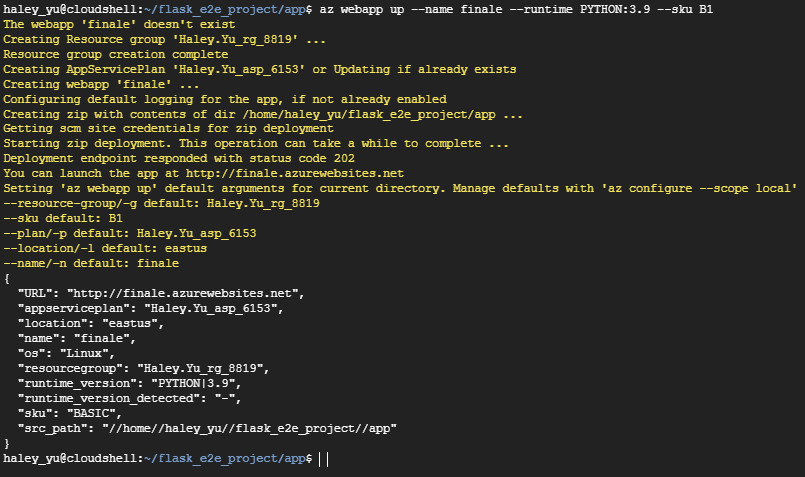 haley_yu@cloudshell:~/flask_e2e_project/app$ az webapp up --name finale --runtime PYTHON:3.9 --sku B1
The webapp 'finale' doesn't exist
Creating Resource group 'Haley.Yu_rg_8819' ...
Resource group creation complete
Creating AppServicePlan 'Haley.Yu_asp_6153' or Updating if already exists
Creating webapp 'finale' ...
Configuring default logging for the app, if not already enabled
Creating zip with contents of dir /home/haley_yu/flask_e2e_project/app ...
Getting scm site credentials for zip deployment
Starting zip deployment. This operation can take a while to complete ...
Deployment endpoint responded with status code 202
You can launch the app at http://finale.azurewebsites.net
Setting 'az webapp up' default arguments for current directory. Manage defaults with 'az configure --scope local'
--resource-group/-g default: Haley.Yu_rg_8819
--sku default: B1
--plan/-p default: Haley.Yu_asp_6153
--location/-l default: eastus
--name/-n default: finale
{
  "URL": "http://finale.azurewebsites.net",
  "appserviceplan": "Haley.Yu_asp_6153",
  "location": "eastus",
  "name": "finale",
  "os": "Linux",
  "resourcegroup": "Haley.Yu_rg_8819",
  "runtime_version": "PYTHON|3.9",
  "runtime_version_detected": "-",
  "sku": "BASIC",
  "src_path": "//home//haley_yu//flask_e2e_project//app"
}
haley_yu@cloudshell:~/flask_e2e_project/app$